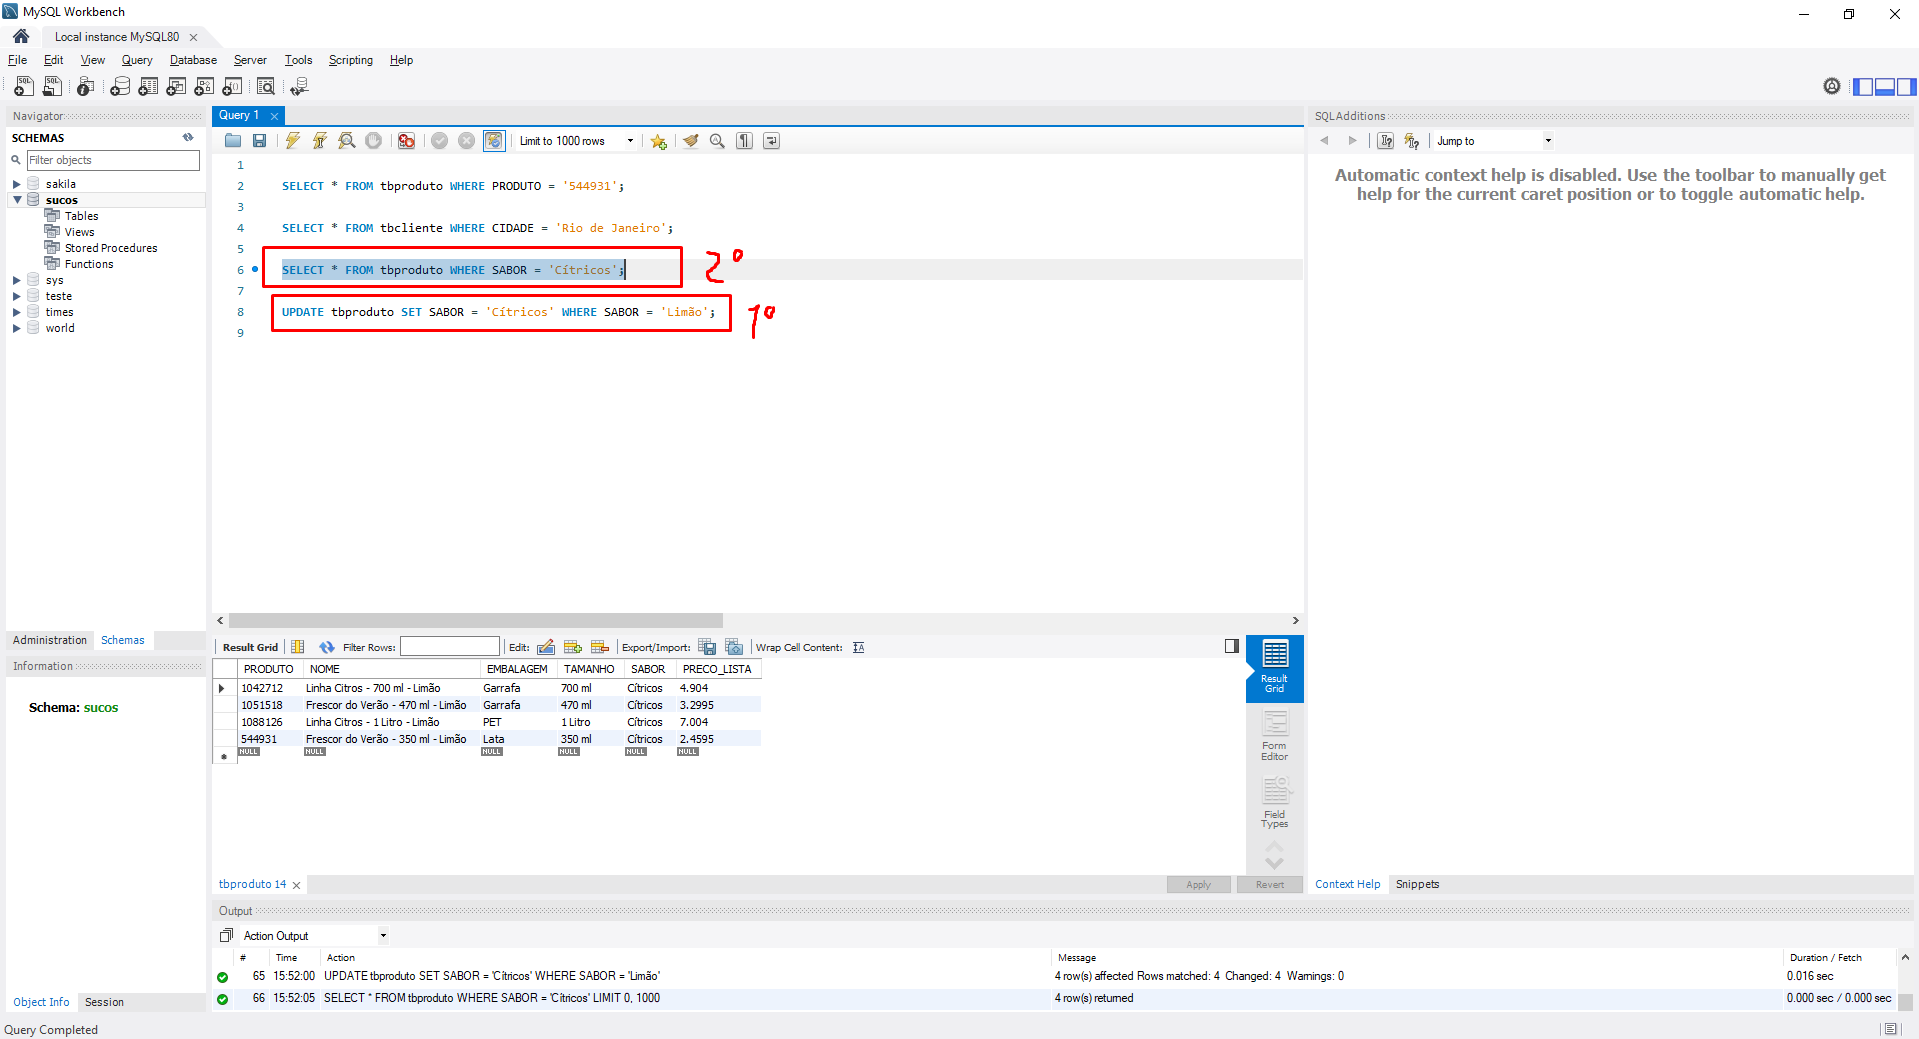 MySQL Workbench
Local instance MySQL80
File Edit View Query Database Server Tools Scripting Help
Navigator
SCHEMAS
Filter objects
sakila
sucos
Tables
Views
Stored Procedures
Functions
sys
teste
times
world
Administration Schemas
Information
Schema: sucos
Object Info Session
Query 1
Limit to 1000 rows
1
2 SELECT * FROM tbproduto WHERE PRODUTO = '544931';
3
4 SELECT * FROM tbcliente WHERE CIDADE = 'Rio de Janeiro';
5
6 SELECT * FROM tbproduto WHERE SABOR = 'Cítricos'; 2º
7
8 UPDATE tbproduto SET SABOR = 'Cítricos' WHERE SABOR = 'Limão'; 1º
9
Result Grid Filter Rows: Edit: Export/Import: Wrap Cell Content:
PRODUTO NOME EMBALAGEM TAMANHO SABOR PRECO_LISTA
1042712 Linha Citros - 700 ml - Limão Garrafa 700 ml Cítricos 4.904
1051518 Frescor do Verão - 470 ml - Limão Garrafa 470 ml Cítricos 3.2995
1088126 Linha Citros - 1 Litro - Limão PET 1 Litro Cítricos 7.004
544931 Frescor do Verão - 350 ml - Limão Lata 350 ml Cítricos 2.4595
NULL NULL NULL NULL NULL NULL
Result
Grid
Form
Editor
Field
Types
tbproduto 14
Apply Revert
SQLAdditions
Jump to
Automatic context help is disabled. Use the toolbar to manually get
help for the current caret position or to toggle automatic help.
Context Help Snippets
Output
Action Output
# Time Action Message Duration / Fetch
65 15:52:00 UPDATE tbproduto SET SABOR = 'Cítricos' WHERE SABOR = 'Limão' 4 row(s) affected Rows matched: 4 Changed: 4 Warnings: 0 0.016 sec
66 15:52:05 SELECT * FROM tbproduto WHERE SABOR = 'Cítricos' LIMIT 0, 1000 4 row(s) returned 0.000 sec / 0.000 sec
Query Completed